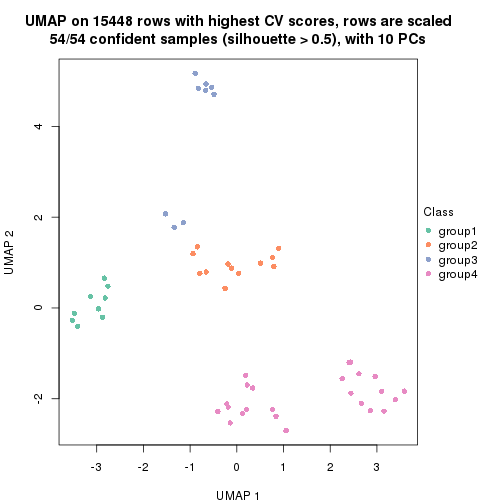 UMAP on 15448 rows with highest CV scores, rows are scaled
54/54 confident samples (silhouette > 0.5), with 10 PCs
4
2
0
-2
UMAP 2
-3
-2
-1
0
1
2
3
UMAP 1
Class
group1
group2
group3
group4